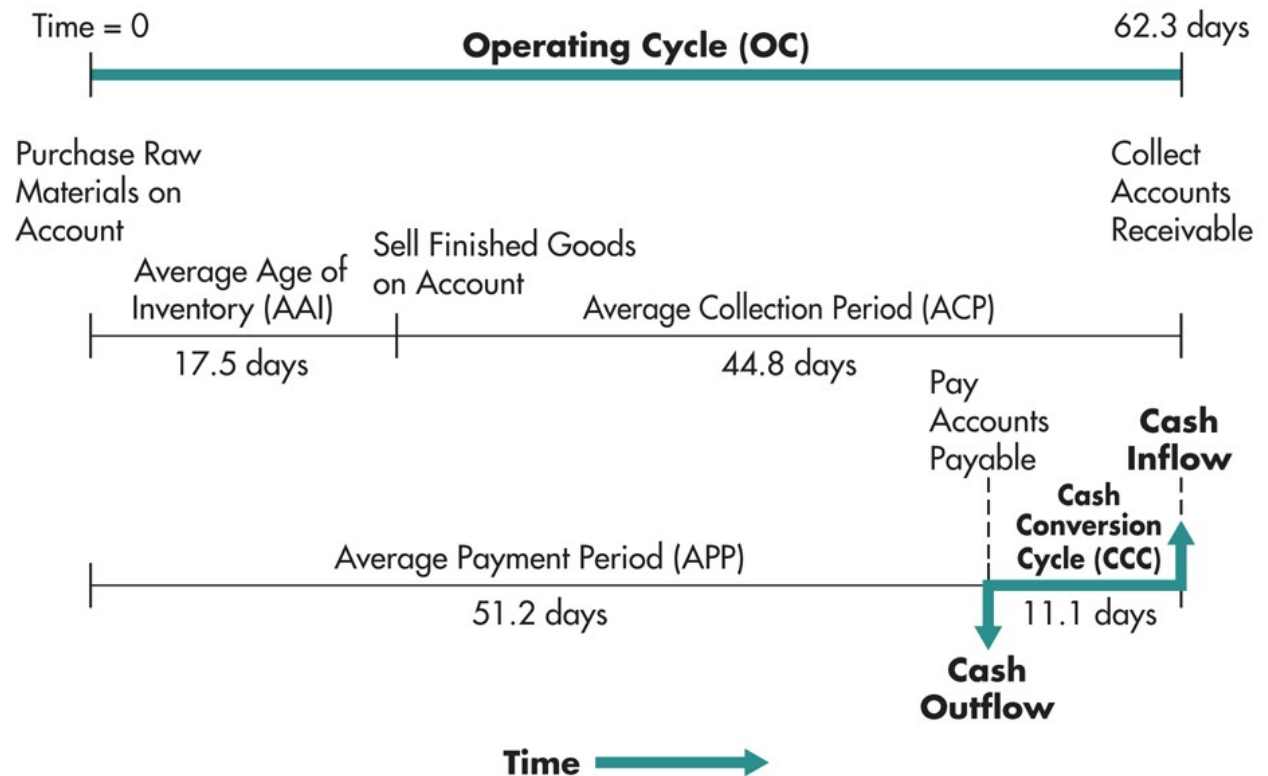 Time = 0
62.3 days
Operating Cycle (OC)
Purchase Raw
Materials on
Account
Collect
Accounts
Receivable
Average Age of
Inventory (AAI)
Sell Finished Goods
on Account
Average Collection Period (ACP)
17.5 days
44.8 days
Pay
Accounts
Payable
Cash
Inflow
Cash
Conversion
Cycle (CCC)
Average Payment Period (APP)
51.2 days
11.1 days
Cash
Outflow
Time